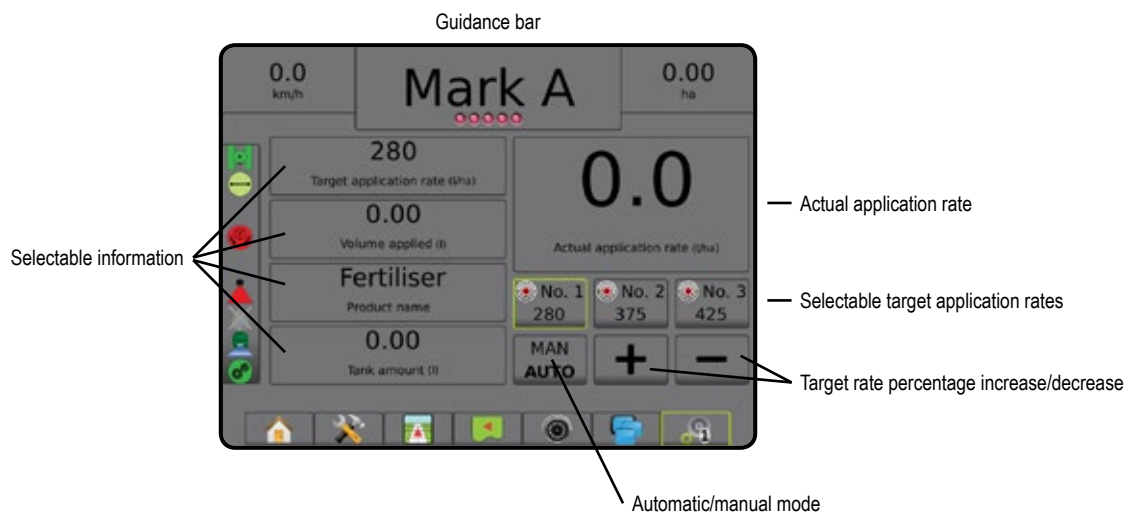 Guidance bar
0.0
km/h
Mark A
0.00
ha
280
Target application rate (l/ha)
0.00
Volume applied (l)
Fertiliser
Product name
0.00
Tank amount (l)
0.0
Actual application rate (l/ha)
No. 1
280
No. 2
375
No. 3
425
MAN
AUTO
+
−
1
Selectable information
Actual application rate
Selectable target application rates
Target rate percentage increase/decrease
Automatic/manual mode